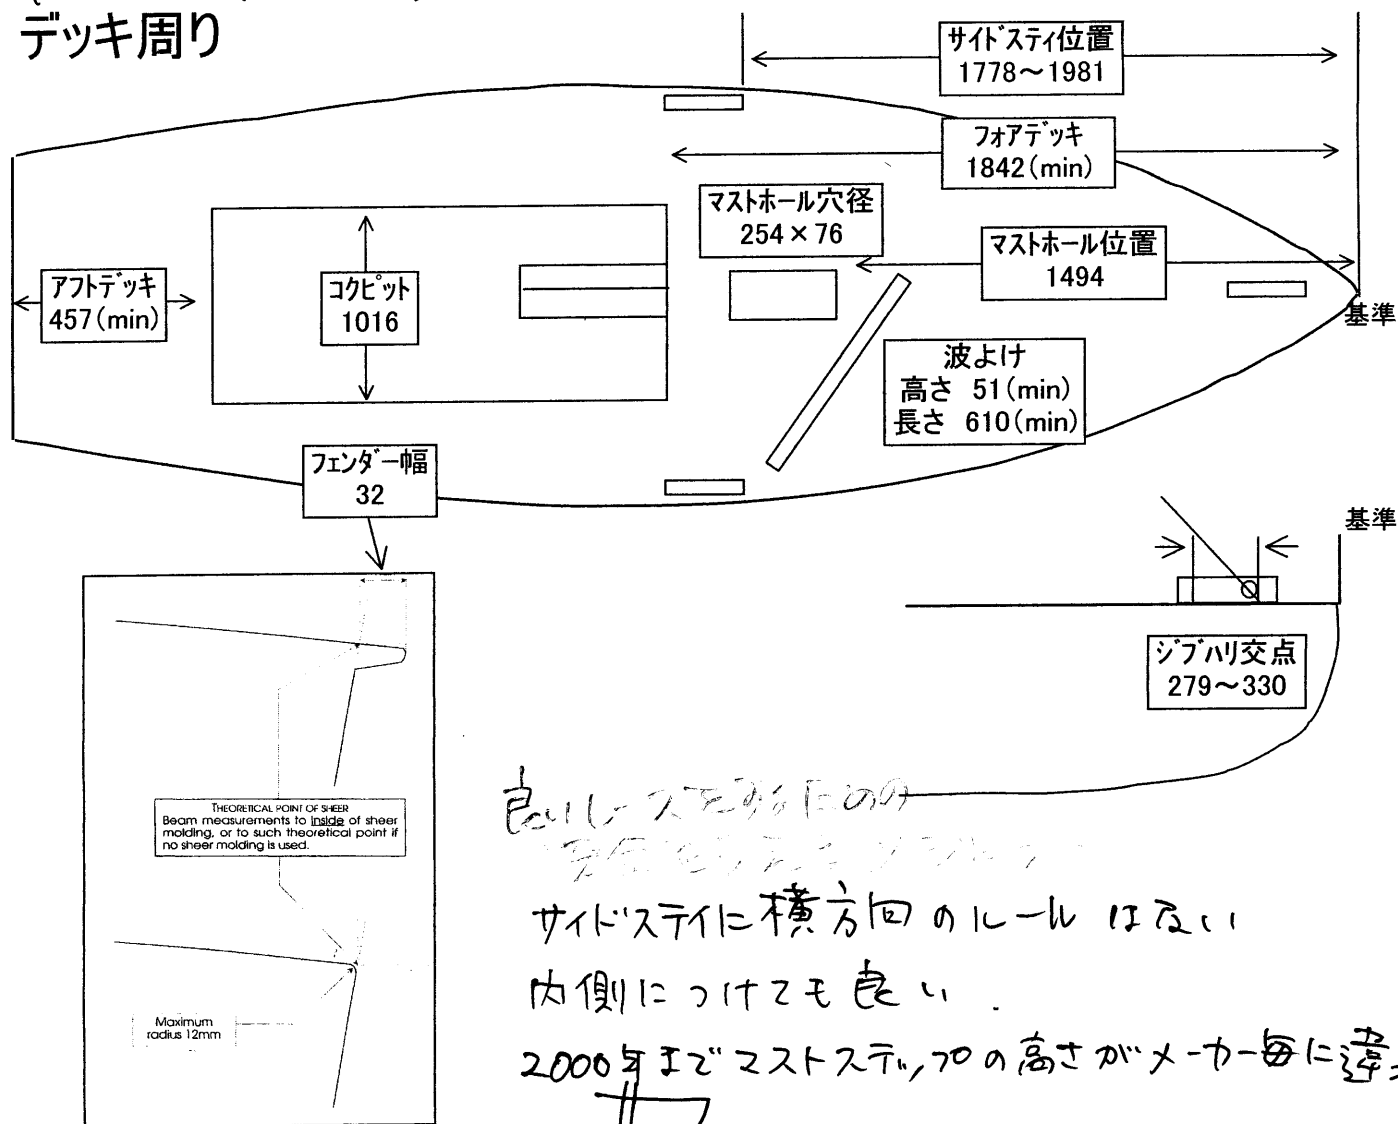 デッキ周り
サイドスティ位置
1778～1981
フォアデッキ
1842(min)
マストホール穴径
254×76
マストホール位置
1494
アフトデッキ
457(min)
コクピット
1016
基準
波よけ
高さ 51(min)
長さ 610(min)
フェンダー幅
32
基準
ジブハリ交点
279～330
THEORETICAL POINT OF SHEER
Beam measurements to inside of sheer
molding, or to such theoretical point if
no sheer molding is used.
Maximum
radius 12mm
サイドステイに横方向のルールはない
内側につけても良い.
2000年までマストステップの高さがメーカー毎に違